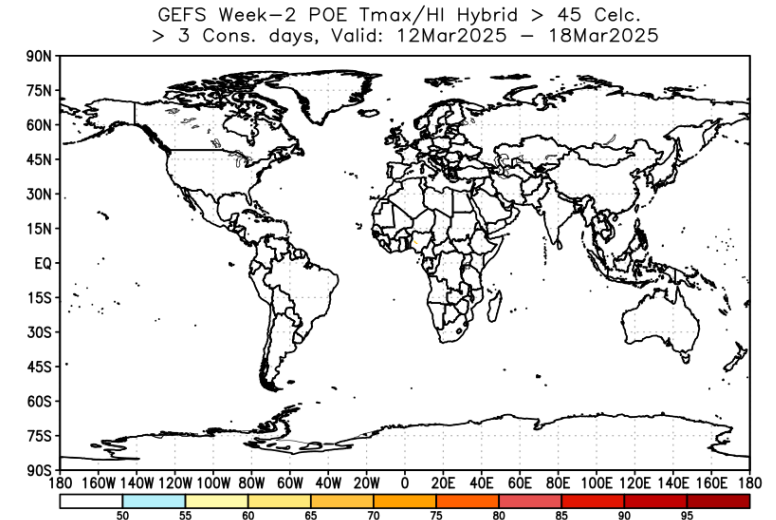 GEFS Week-2 POE Tmax/HI Hybrid > 45 Celc.
> 3 Cons. days, Valid: 12Mar2025 - 18Mar2025
90N
75N
60N
45N
30N
15N
EQ
15S
30S
45S
60S
75S
90S
180 160W 140W 120W 100W 80W 60W 40W 20W 0 20E 40E 60E 80E 100E 120E 140E 160E 180
50 55 60 65 70 75 80 85 90 95